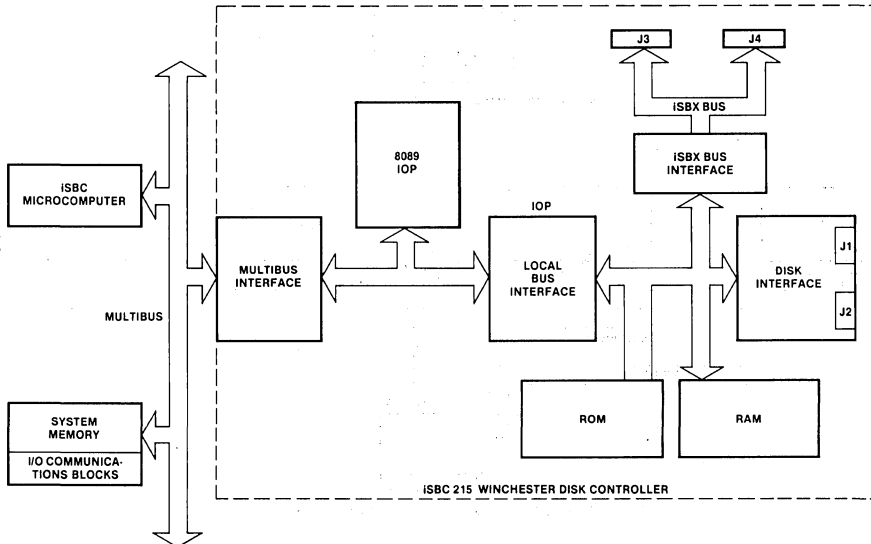 J3
J4
iSBX BUS
8089
IOP
iSBX BUS
INTERFACE
iSBC
MICROCOMPUTER
IOP
MULTIBUS
INTERFACE
LOCAL
BUS
INTERFACE
DISK
INTERFACE
J1
J2
MULTIBUS
SYSTEM
MEMORY
I/O COMMUNICA-
TIONS BLOCKS
ROM
RAM
iSBC 215 WINCHESTER DISK CONTROLLER